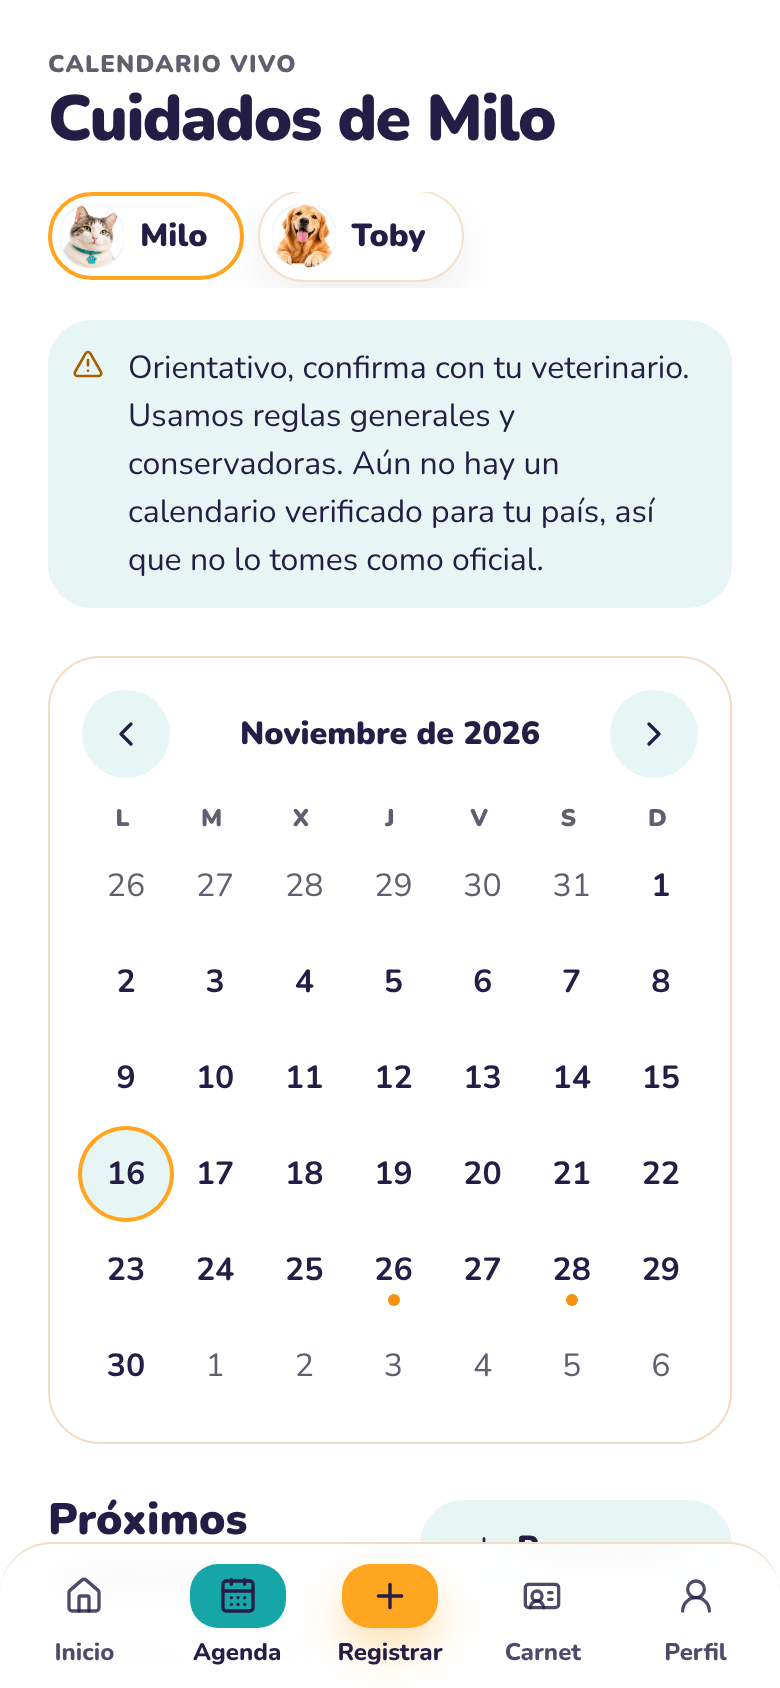 CALENDARIO VIVO
Cuidados de Milo
Milo
Toby
Orientativo, confirma con tu veterinario.
Usamos reglas generales y
conservadoras. Aún no hay un
calendario verificado para tu país, así
que no lo tomes como oficial.
Noviembre de 2026
L M X J V S D
26 27 28 29 30 31 1
2 3 4 5 6 7 8
9 10 11 12 13 14 15
16 17 18 19 20 21 22
23 24 25 26 27 28 29
30 1 2 3 4 5 6
Próximos
Inicio
Agenda
Registrar
Carnet
Perfil